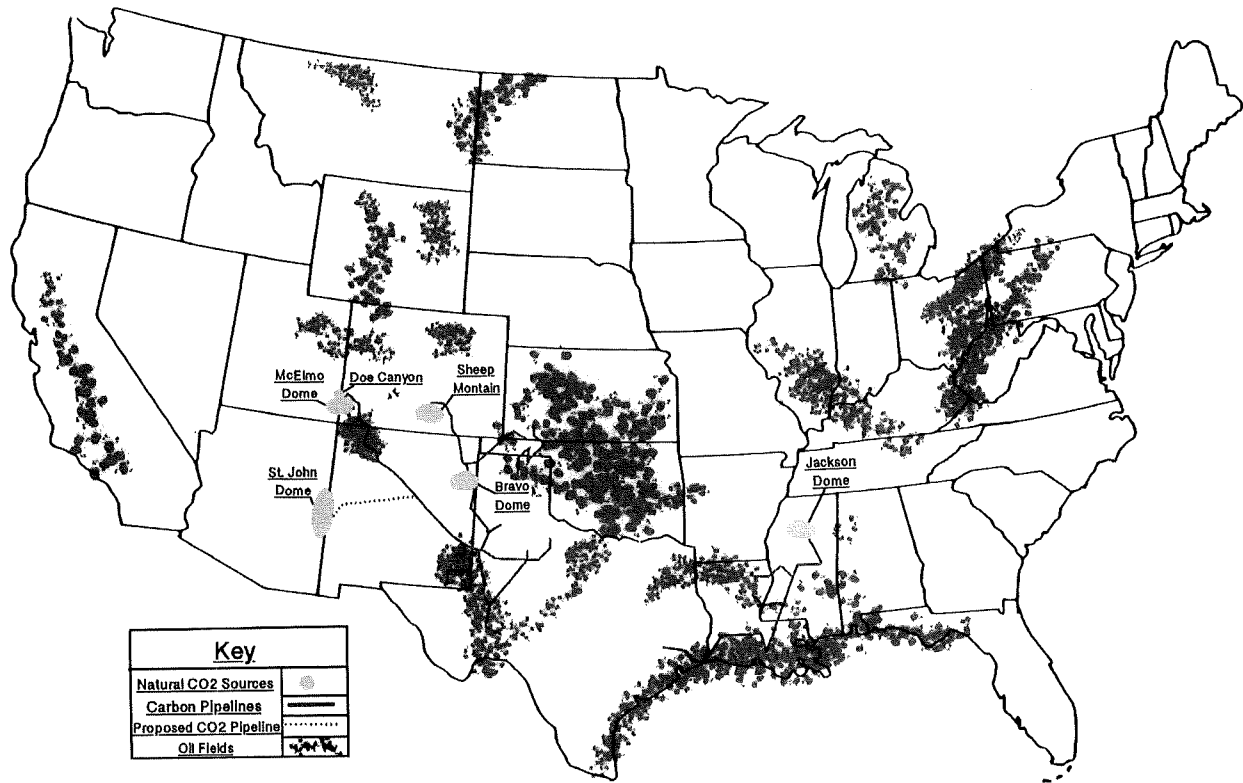 McElmo
Dome
Doe Canyon
Sheep
Montain
St. John
Dome
Bravo
Dome
Jackson
Dome
Key
Natural CO2 Sources
Carbon Pipelines
Proposed CO2 Pipeline
Oil Fields